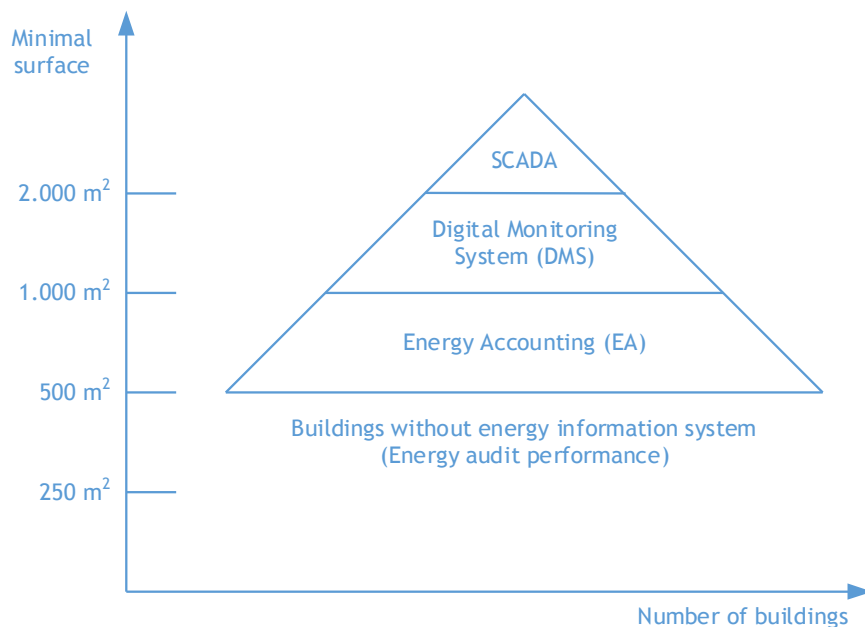 Minimal
surface
SCADA
2.000 m²
Digital Monitoring
System (DMS)
1.000 m²
Energy Accounting (EA)
500 m²
Buildings without energy information system
(Energy audit performance)
250 m²
Number of buildings